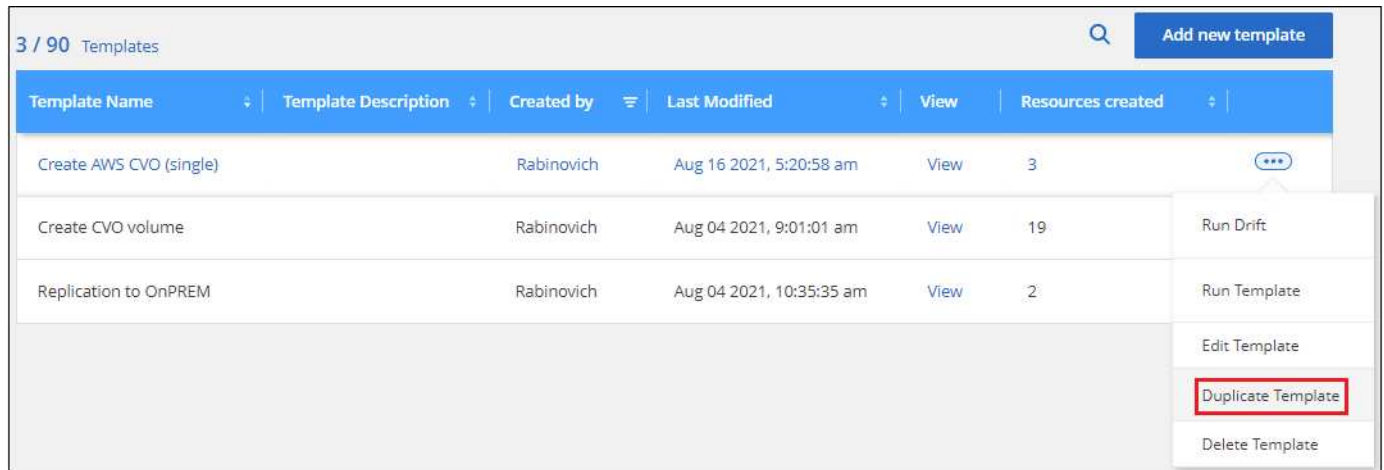 3 / 90 Templates
Add new template
Template Name Template Description Created by Last Modified View Resources created
Create AWS CVO (single) Rabinovich Aug 16 2021, 5:20:58 am View 3
Create CVO volume Rabinovich Aug 04 2021, 9:01:01 am View 19
Run Drift
Replication to OnPREM Rabinovich Aug 04 2021, 10:35:35 am View 2
Run Template
Edit Template
Duplicate Template
Delete Template